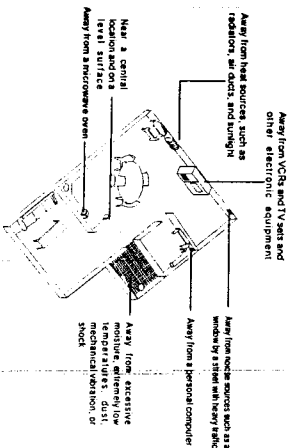 Away from VCRs and TV sets and
other electronic equipment
Away from heat sources, such as
radiators, air ducts, and sunlight
Near a central
location and on a
level surface
Away from a microwave oven
Away from noise sources such as a
window by a street with heavy traffic
Away from a personal computer
Away from excessive
moisture, extremely low
temperatures, dust,
mechanical vibration, or
shock